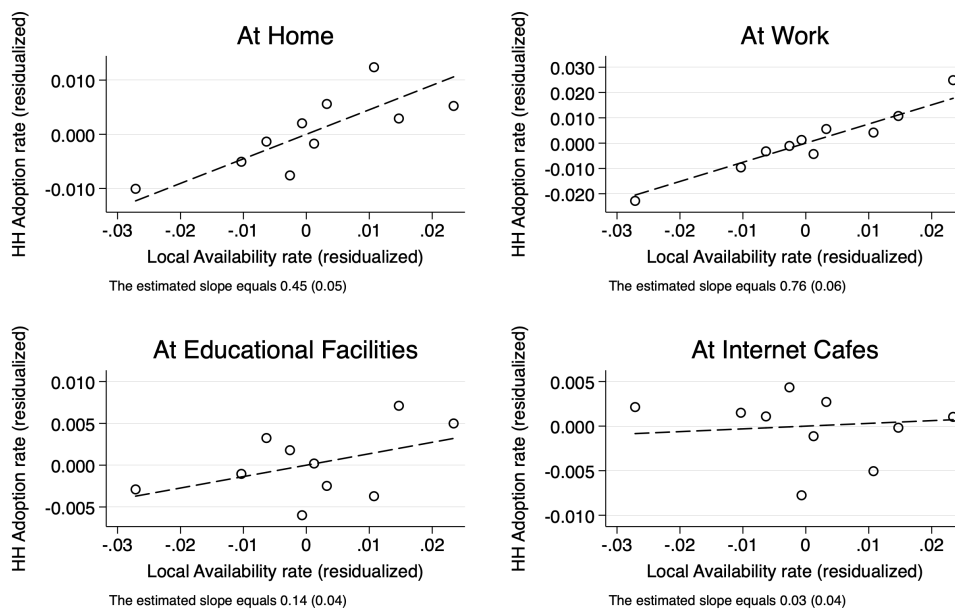 At Home
HH Adoption rate (residualized)
0.010
0.000
-0.010
-.03 -.02 -.01 0 .01 .02
Local Availability rate (residualized)
The estimated slope equals 0.45 (0.05)
At Work
HH Adoption rate (residualized)
0.030
0.020
0.010
0.000
-0.010
-0.020
-.03 -.02 -.01 0 .01 .02
Local Availability rate (residualized)
The estimated slope equals 0.76 (0.06)
At Educational Facilities
HH Adoption rate (residualized)
0.010
0.005
0.000
-0.005
-.03 -.02 -.01 0 .01 .02
Local Availability rate (residualized)
The estimated slope equals 0.14 (0.04)
At Internet Cafes
HH Adoption rate (residualized)
0.005
0.000
-0.005
-0.010
-.03 -.02 -.01 0 .01 .02
Local Availability rate (residualized)
The estimated slope equals 0.03 (0.04)